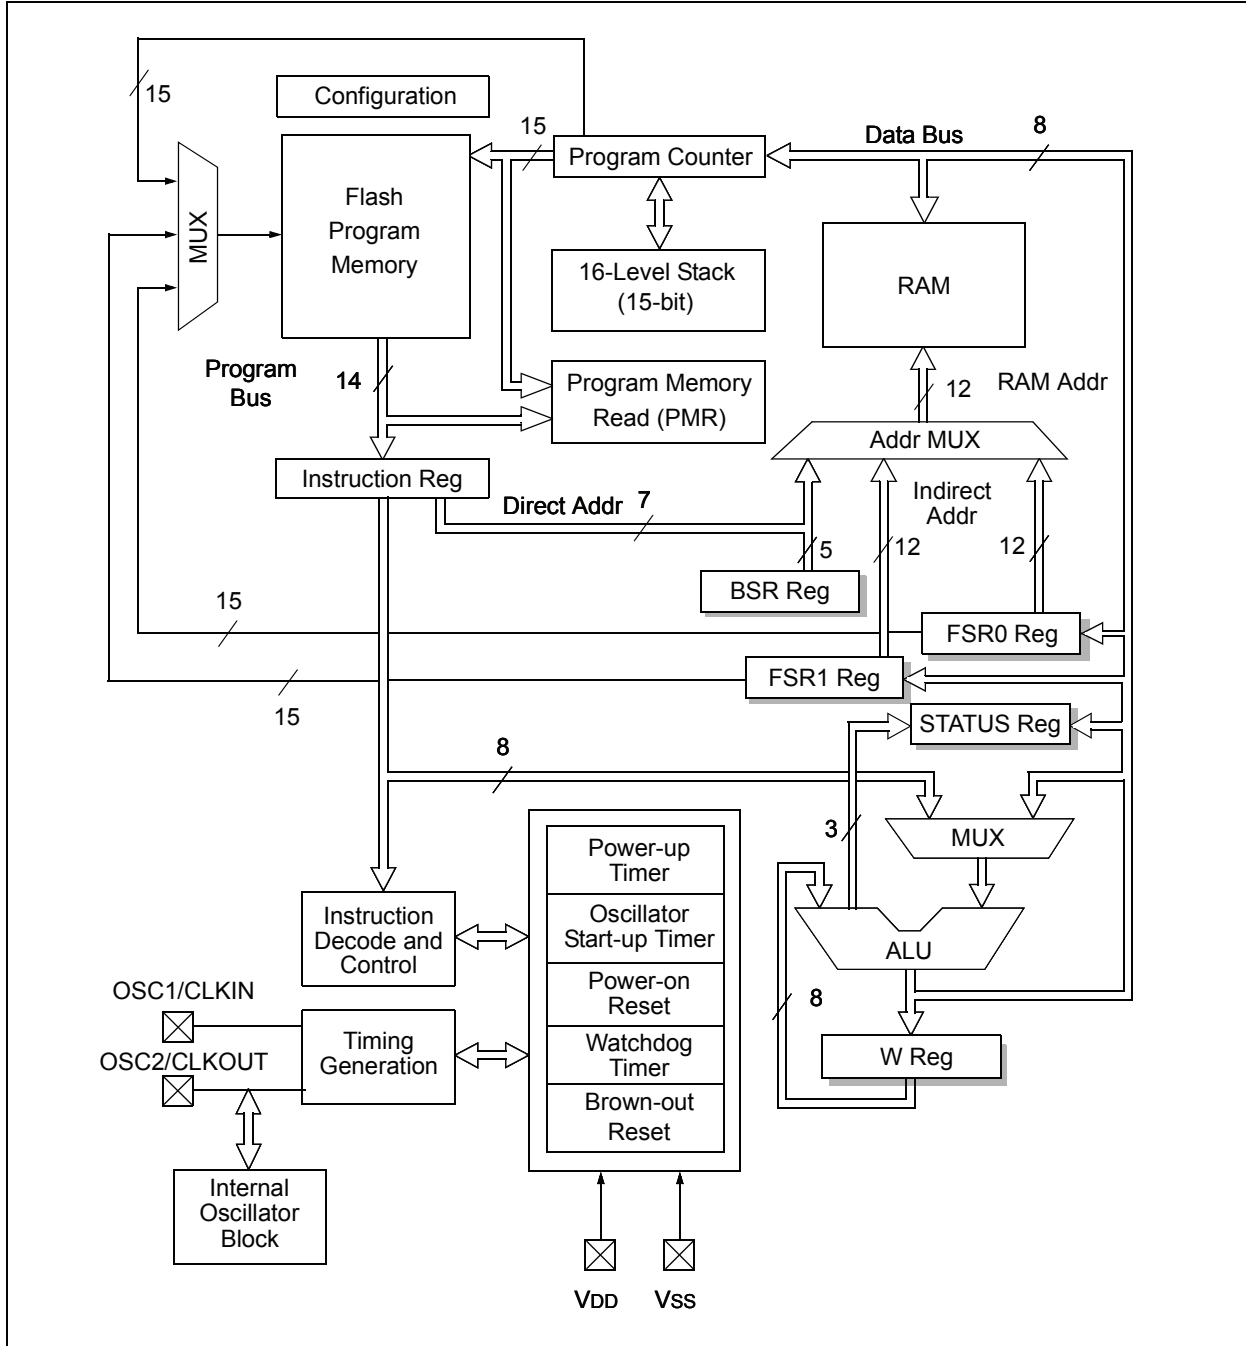 15
Configuration
15
Program Counter
Data Bus
8
MUX
Flash
Program
Memory
16-Level Stack
(15-bit)
RAM
Program
Bus
14
Program Memory
Read (PMR)
12
RAM Addr
Addr MUX
Instruction Reg
Direct Addr
7
Indirect
Addr
5
12
12
BSR Reg
15
FSR0 Reg
FSR1 Reg
15
STATUS Reg
8
3
MUX
Power-up
Timer
Oscillator
Start-up Timer
Power-on
Reset
Watchdog
Timer
Brown-out
Reset
Instruction
Decode and
Control
ALU
8
W Reg
OSC1/CLKIN
OSC2/CLKOUT
Timing
Generation
Internal
Oscillator
Block
VDD
VSS